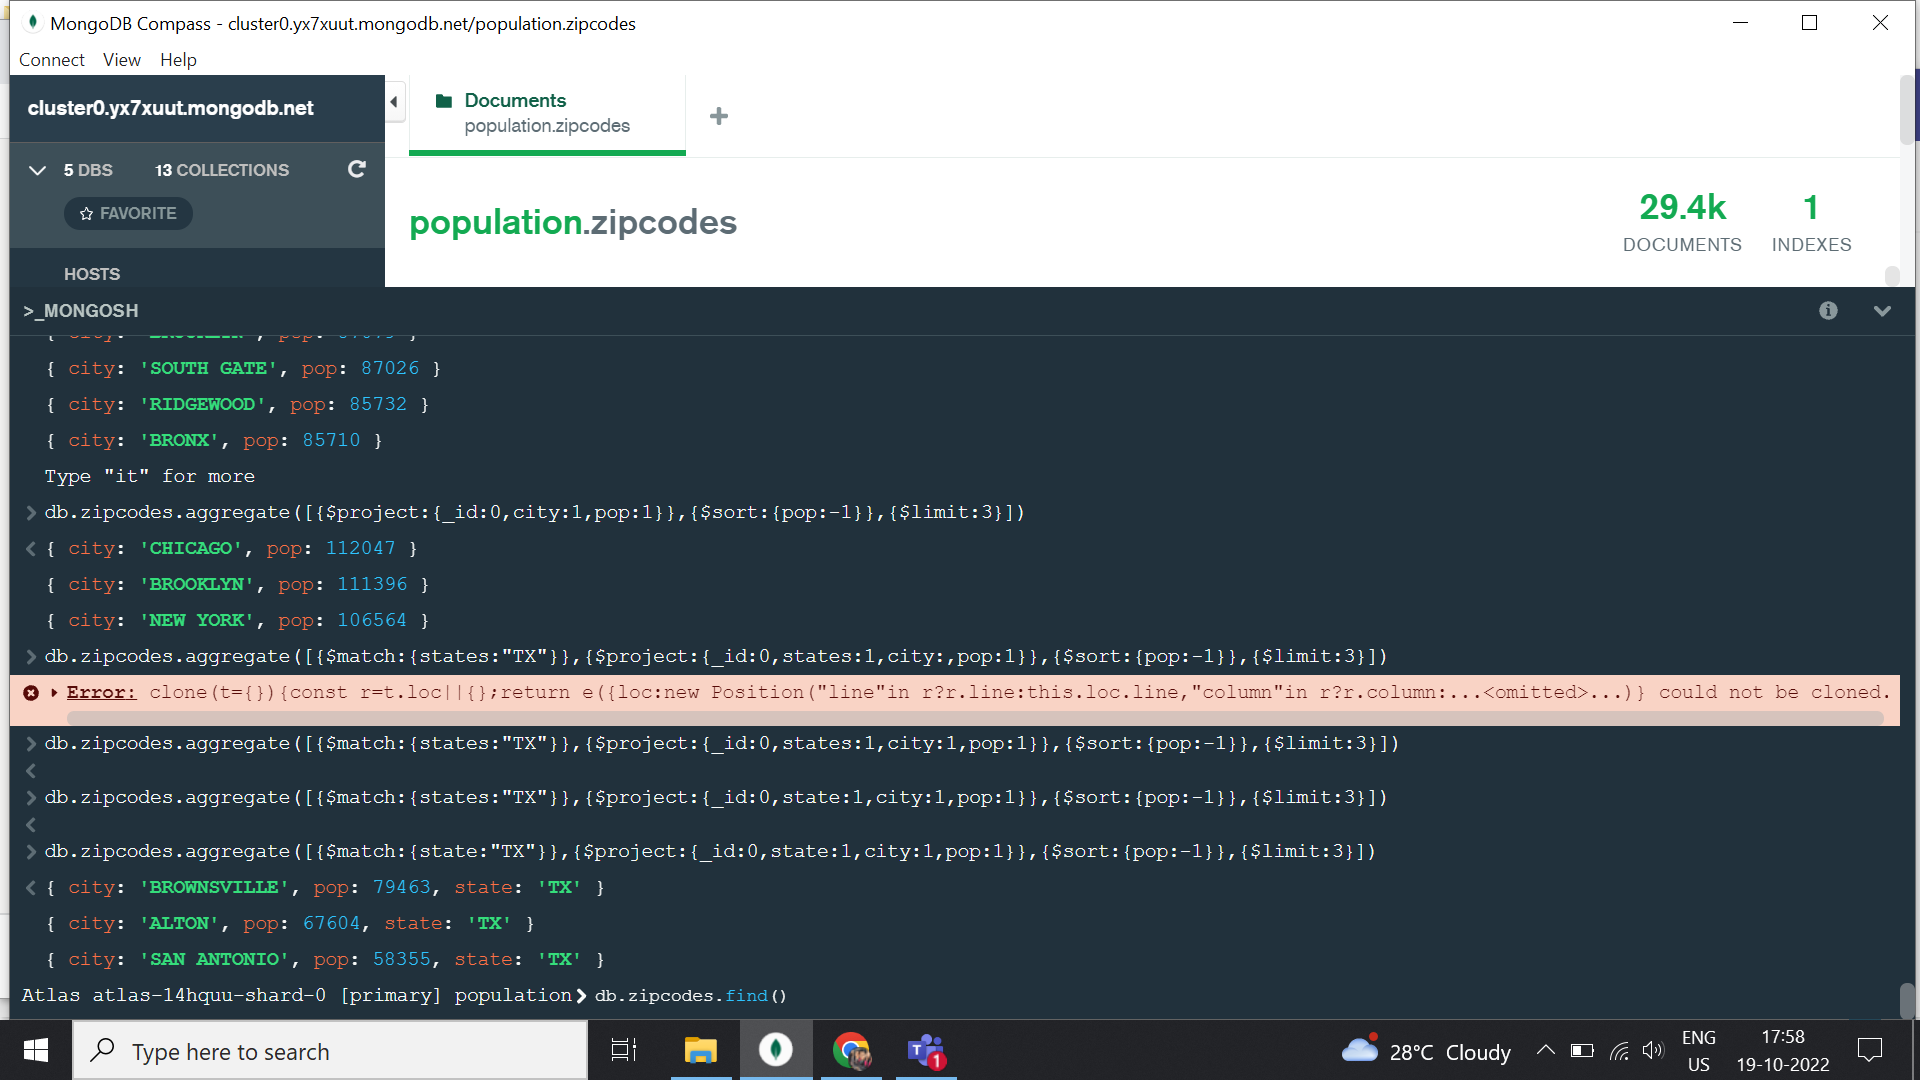 MongoDB Compass - cluster0.yx7xuut.mongodb.net/population.zipcodes
Connect View Help
cluster0.yx7xuut.mongodb.net
Documents
population.zipcodes
5 DBS 13 COLLECTIONS
FAVORITE
HOSTS
population.zipcodes
29.4k
DOCUMENTS
1
INDEXES
>_MONGOSH
{ city: 'SOUTH GATE', pop: 87026 }
{ city: 'RIDGEWOOD', pop: 85732 }
{ city: 'BRONX', pop: 85710 }
Type "it" for more
> db.zipcodes.aggregate([{$project:{_id:0,city:1,pop:1}},{$sort:{pop:-1}},{$limit:3}])
< { city: 'CHICAGO', pop: 112047 }
{ city: 'BROOKLYN', pop: 111396 }
{ city: 'NEW YORK', pop: 106564 }
> db.zipcodes.aggregate([{$match:{states:"TX"}},{$project:{_id:0,states:1,city:,pop:1}},{$sort:{pop:-1}},{$limit:3}])
Error: clone(t={}){const r=t.loc||{};return e({loc:new Position("line"in r?r.line:this.loc.line,"column"in r?r.column:...<omitted>...)} could not be cloned.
> db.zipcodes.aggregate([{$match:{states:"TX"}},{$project:{_id:0,states:1,city:1,pop:1}},{$sort:{pop:-1}},{$limit:3}])
<
> db.zipcodes.aggregate([{$match:{states:"TX"}},{$project:{_id:0,state:1,city:1,pop:1}},{$sort:{pop:-1}},{$limit:3}])
<
> db.zipcodes.aggregate([{$match:{state:"TX"}},{$project:{_id:0,state:1,city:1,pop:1}},{$sort:{pop:-1}},{$limit:3}])
< { city: 'BROWNSVILLE', pop: 79463, state: 'TX' }
{ city: 'ALTON', pop: 67604, state: 'TX' }
{ city: 'SAN ANTONIO', pop: 58355, state: 'TX' }
Atlas atlas-14hquu-shard-0 [primary] population> db.zipcodes.find()
Type here to search
T 1
28°C Cloudy
ENG
US
17:58
19-10-2022